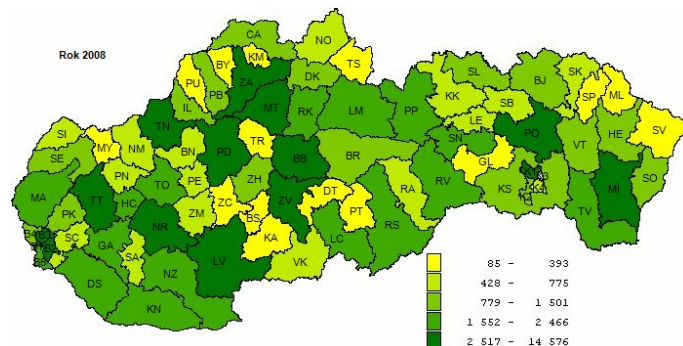 Rok 2008
CA
NO
BY
KM
TS
PU
ZA
DK
SL
BJ
SK
PB
IL
MT
RK
LM
PP
KK
SB
SP
ML
LE
SI
TN
PO
SV
MY
NM
BN
PD
TR
BB
BR
SN
GL
VT
HE
SE
PN
PE
ZH
RA
RV
KS
MI
SO
MA
TT
HC
TO
ZM
ZC
BS
ZV
DT
PT
TV
PK
SC
NR
KA
RS
LC
GA
SA
LV
VK
NZ
DS
KN
85 - 393
428 - 775
779 - 1 501
1 552 - 2 466
2 517 - 14 576